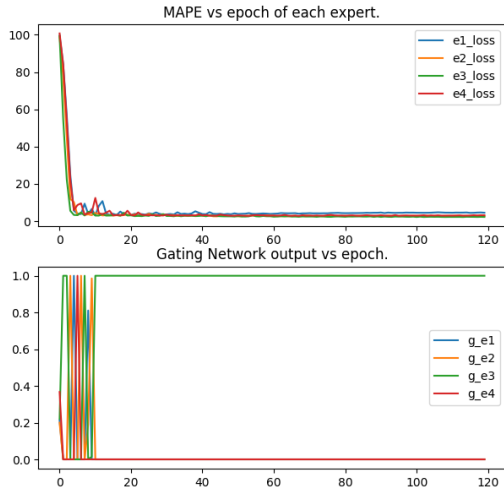 MAPE vs epoch of each expert.
100
80
60
40
20
0
e1_loss
e2_loss
e3_loss
e4_loss
0 20 40 60 80 100 120
Gating Network output vs epoch.
1.0
0.8
0.6
0.4
0.2
0.0
g_e1
g_e2
g_e3
g_e4
0 20 40 60 80 100 120